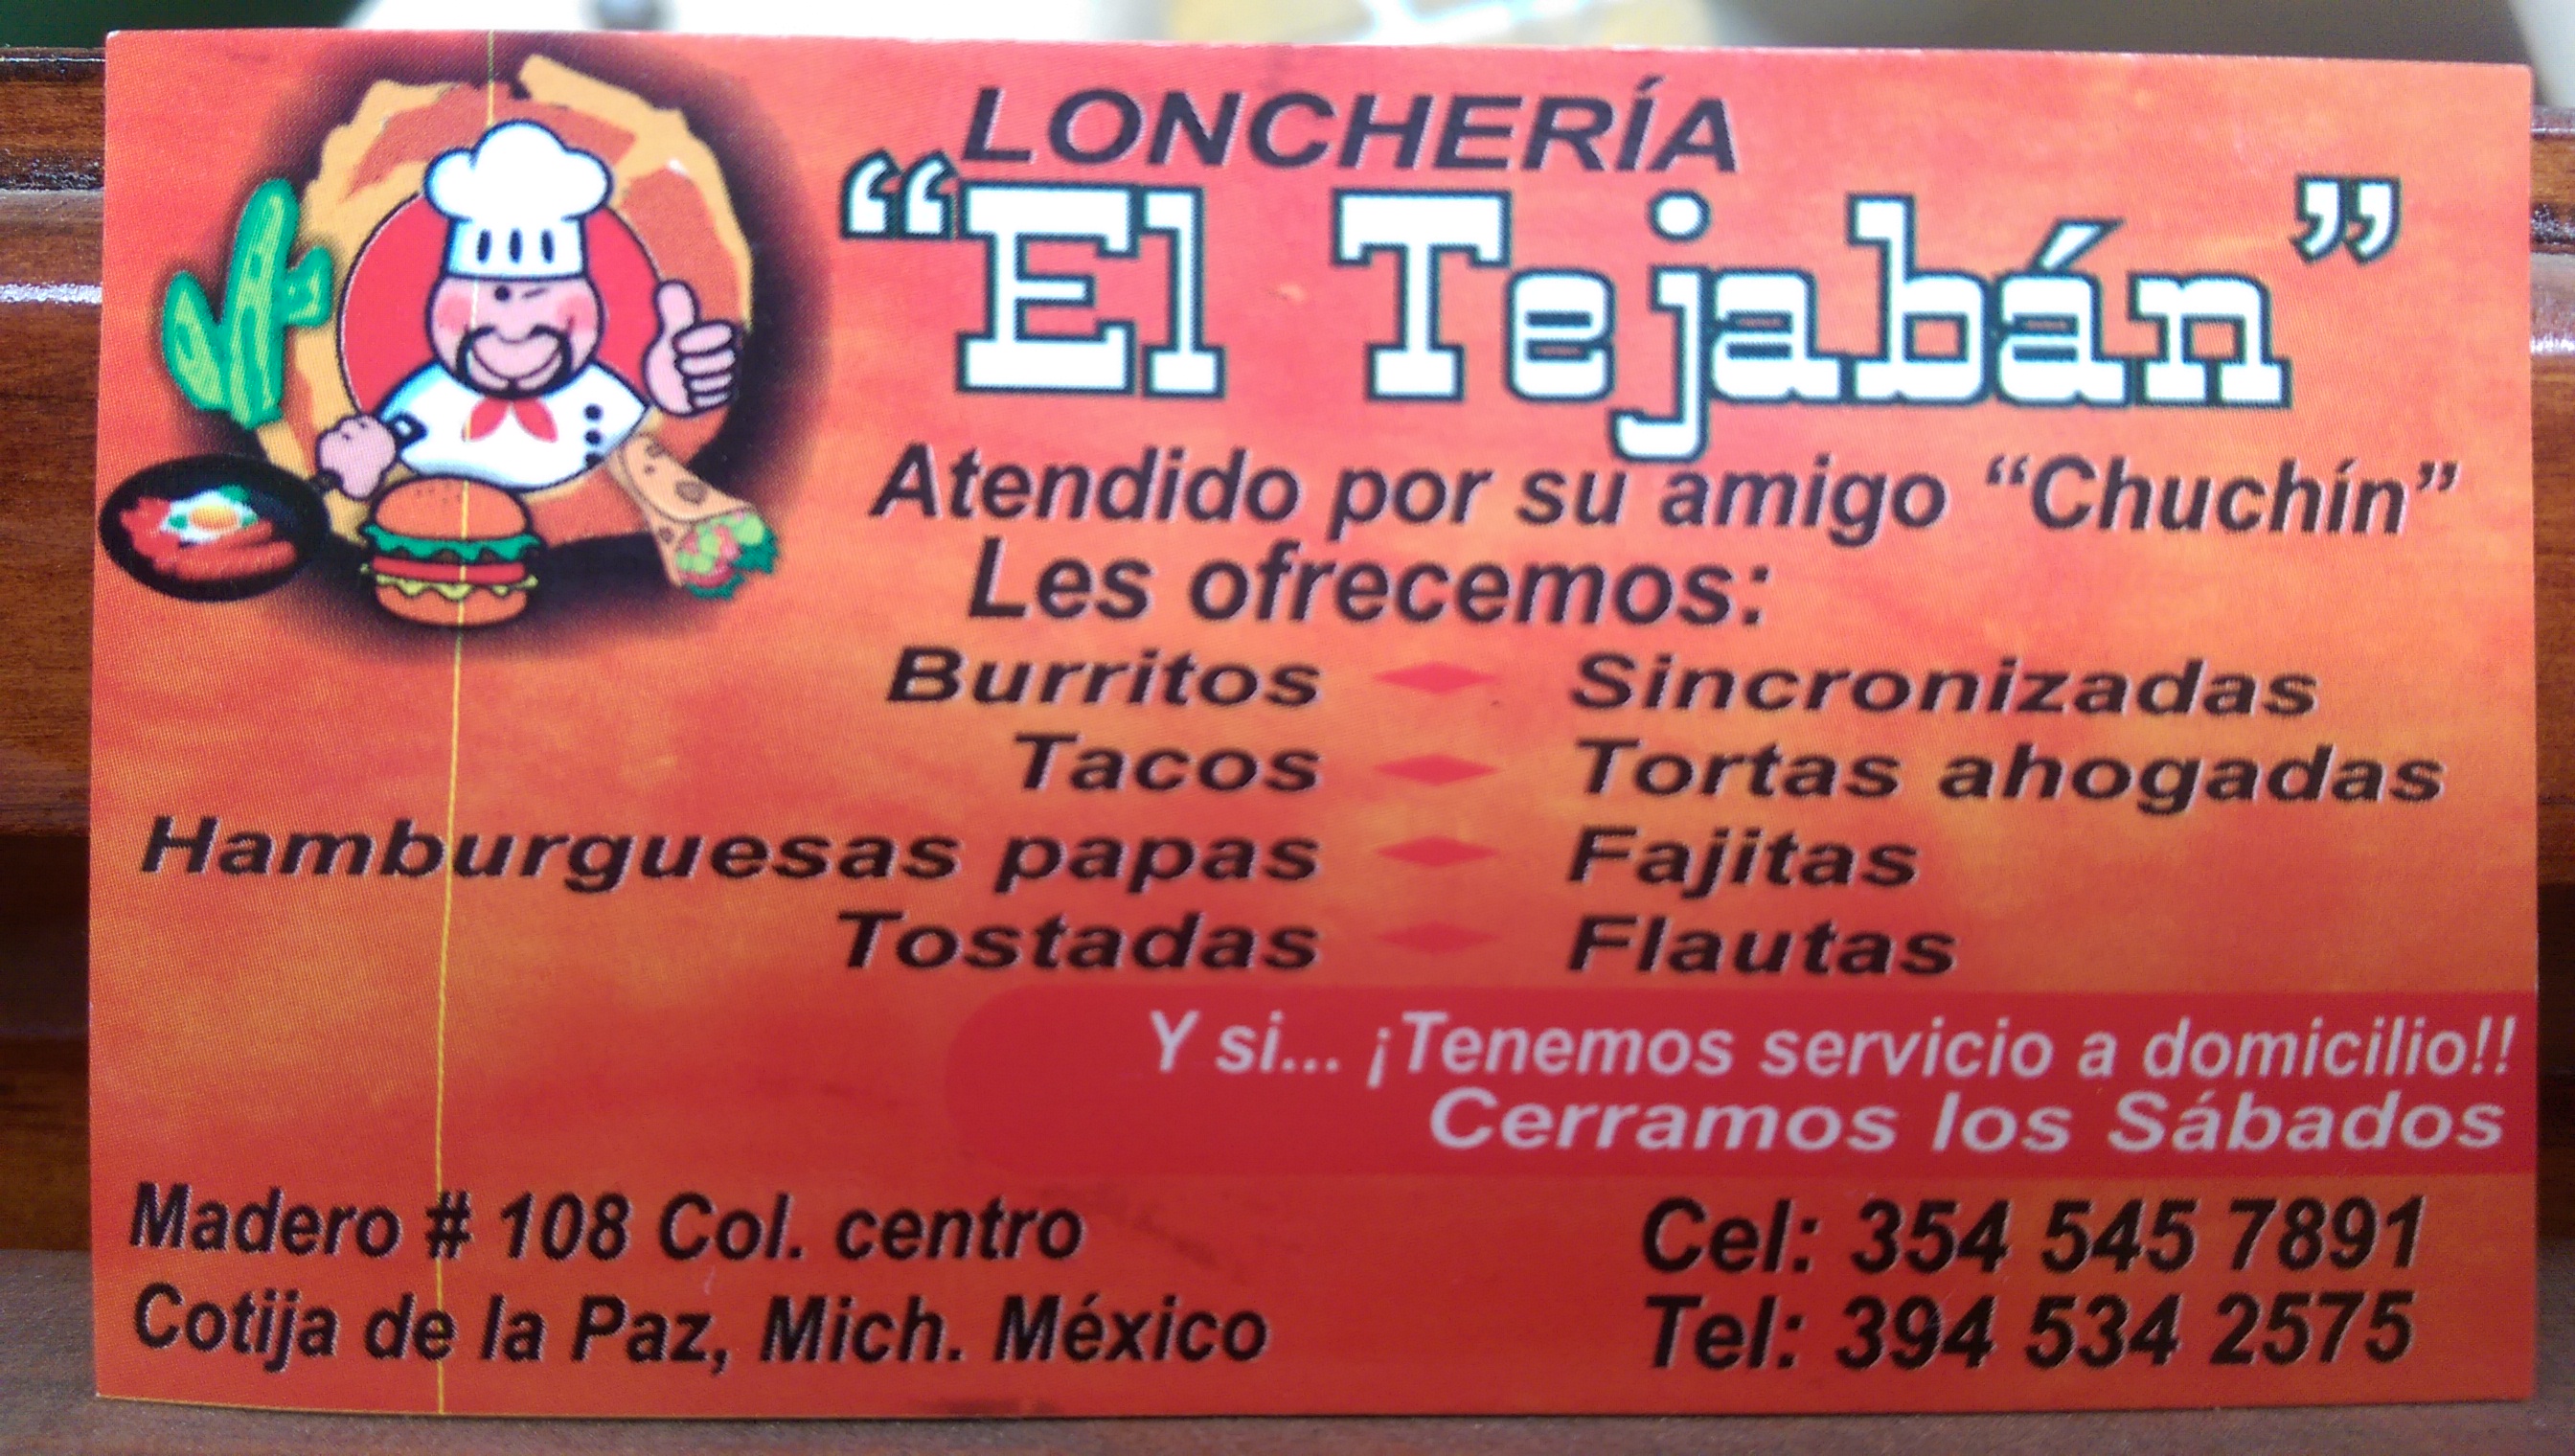 LONCHERÍA
“El Tejabán”
Atendido por su amigo “Chuchín”
Les ofrecemos:
Burritos Sincronizadas
Tacos Tortas ahogadas
Hamburguesas papas Fajitas
Tostadas Flautas
Y si... ¡Tenemos servicio a domicilio!!
Cerramos los Sábados
Madero # 108 Col. centro
Cotija de la Paz, Mich. México
Cel: 354 545 7891
Tel: 394 534 2575